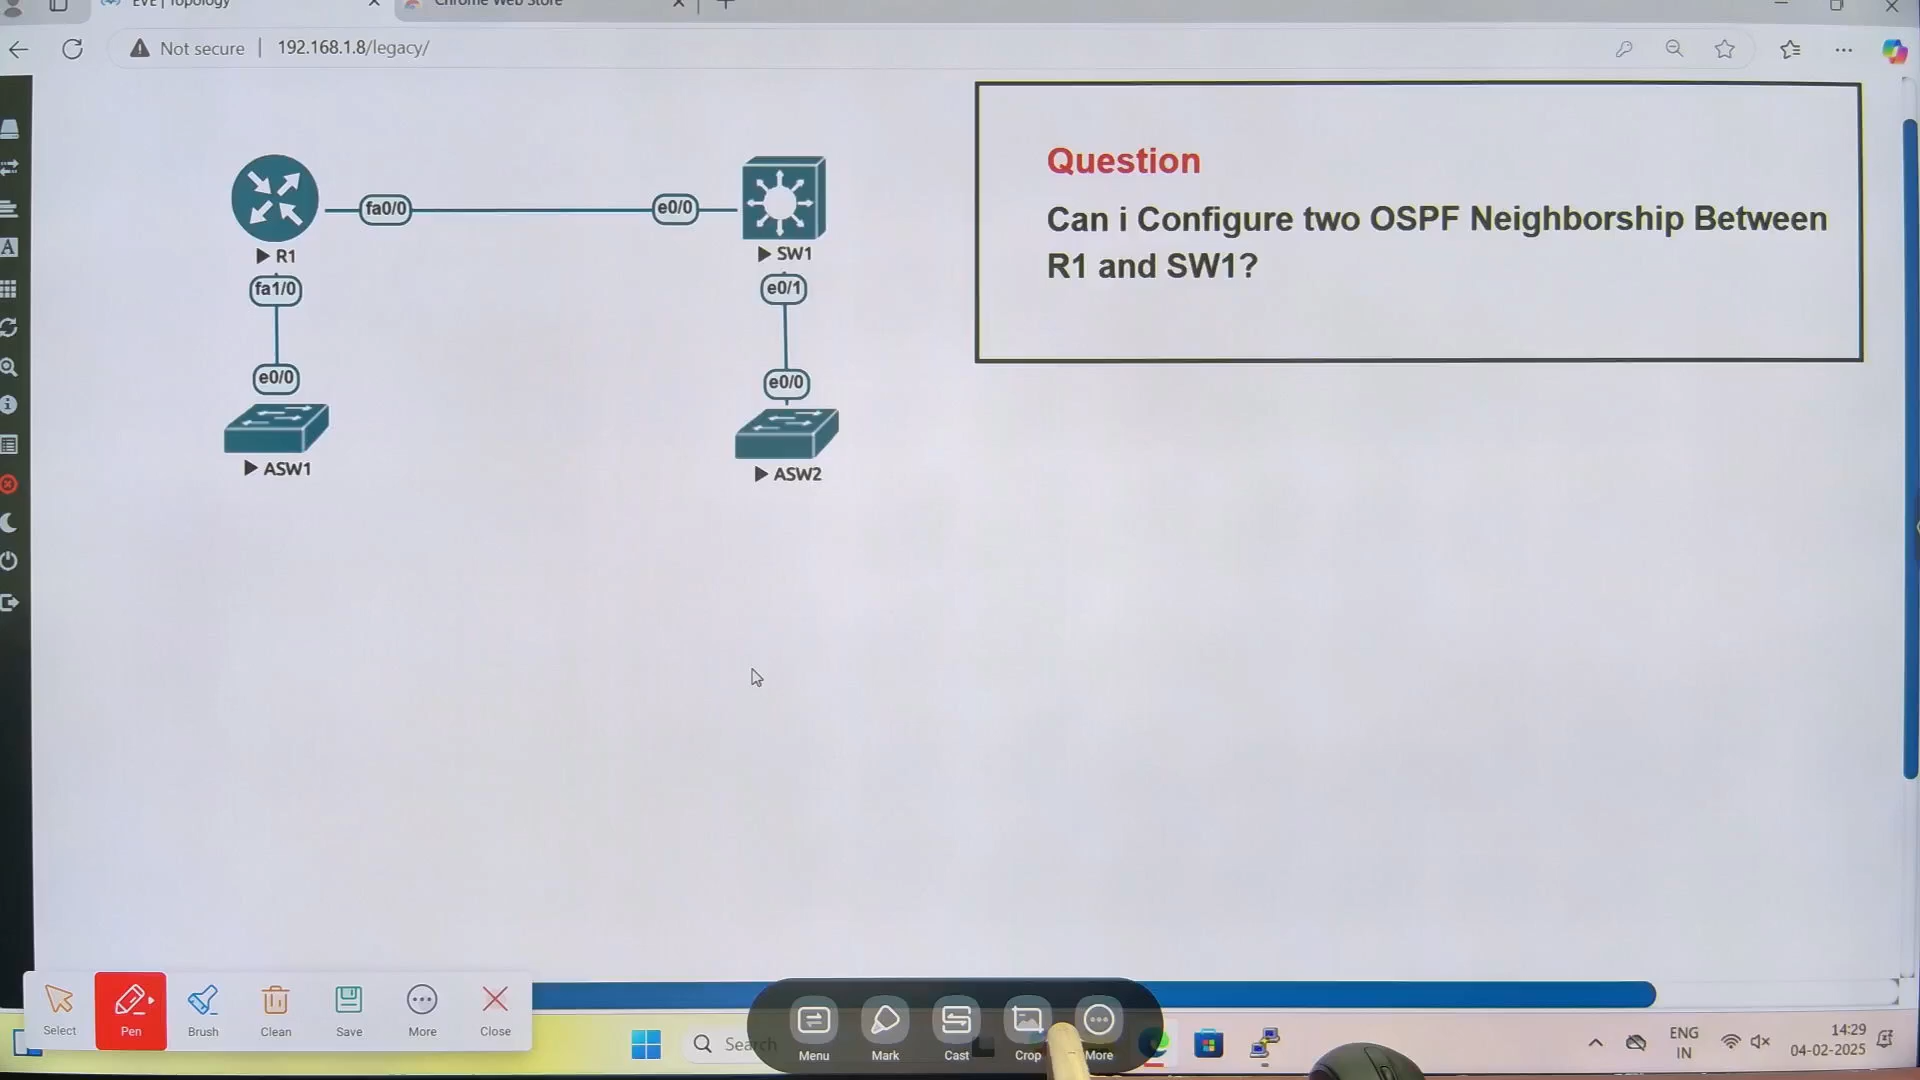 EVE | Topology
Chrome Web Store
Not secure
192.168.1.8/legacy/
Question
Can i Configure two OSPF Neighborship Between
R1 and SW1?
fa0/0
e0/0
R1
SW1
fa1/0
e0/1
e0/0
e0/0
ASW1
ASW2
Select
Pen
Brush
Clean
Save
More
Close
Search
Menu
Mark
Cast
Crop
More
ENG
IN
14:29
04-02-2025